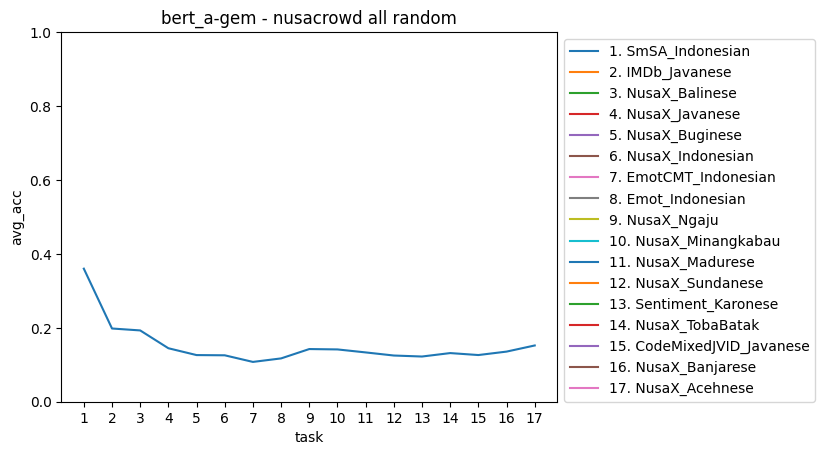 bert_a-gem - nusacrowd all random
1.0
0.8
0.6
0.4
0.2
0.0
avg_acc
1 2 3 4 5 6 7 8 9 10 11 12 13 14 15 16 17
task
1. SmSA_Indonesian
2. IMDb_Javanese
3. NusaX_Balinese
4. NusaX_Javanese
5. NusaX_Buginese
6. NusaX_Indonesian
7. EmotCMT_Indonesian
8. Emot_Indonesian
9. NusaX_Ngaju
10. NusaX_Minangkabau
11. NusaX_Madurese
12. NusaX_Sundanese
13. Sentiment_Karonese
14. NusaX_TobaBatak
15. CodeMixedJVID_Javanese
16. NusaX_Banjarese
17. NusaX_Acehnese